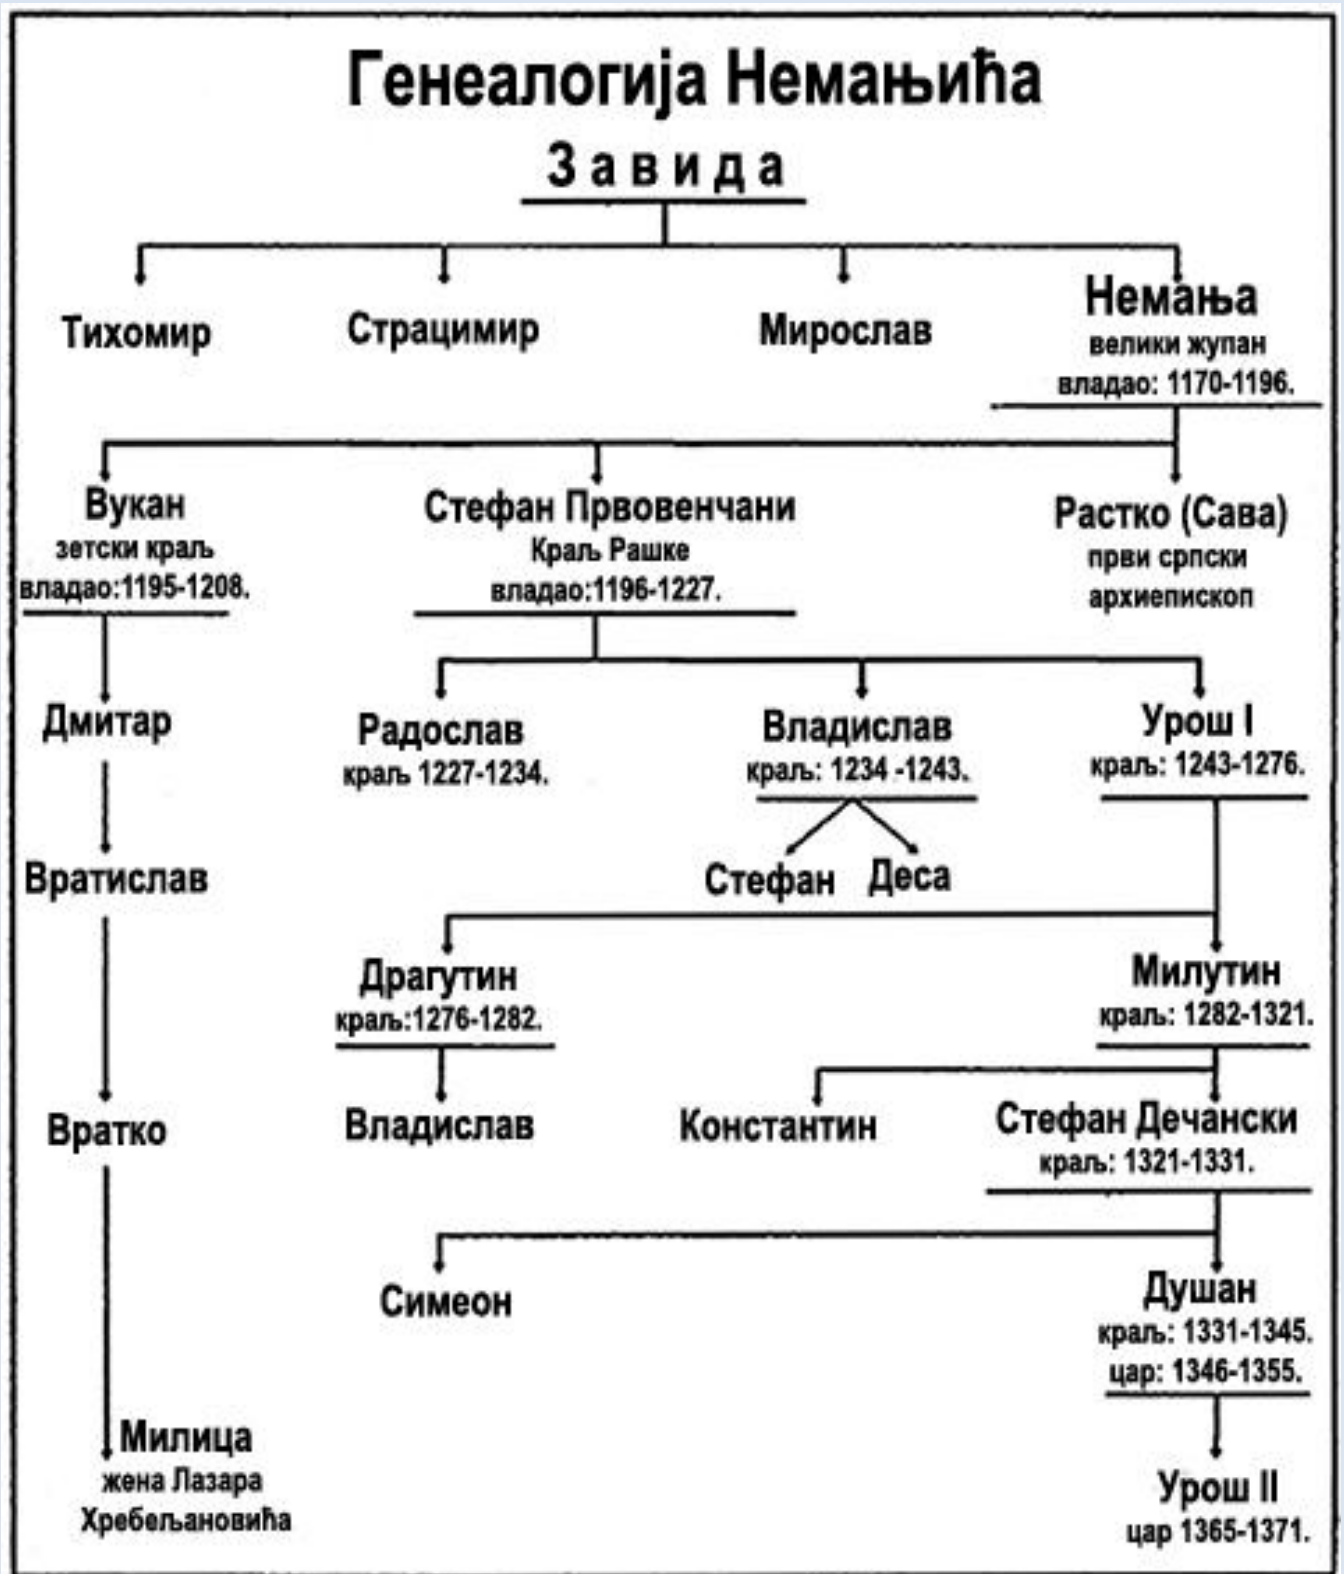 Генеалогија Немањића
Завида
Тихомир
Страцимир
Мирослав
Немања
велики жупан
владао: 1170-1196.
Вукан
зетски краљ
владао:1195-1208.
Стефан Првовенчани
Краљ Рашке
владао:1196-1227.
Растко (Сава)
први српски
архиепископ
Дмитар
Радослав
краљ 1227-1234.
Владислав
краљ: 1234 -1243.
Урош I
краљ: 1243-1276.
Вратислав
Стефан
Деса
Драгутин
краљ:1276-1282.
Милутин
краљ: 1282-1321.
Вратко
Владислав
Константин
Стефан Дечански
краљ: 1321-1331.
Симеон
Душан
краљ: 1331-1345.
цар: 1346-1355.
Милица
жена Лазара
Хребељановића
Урош II
цар 1365-1371.